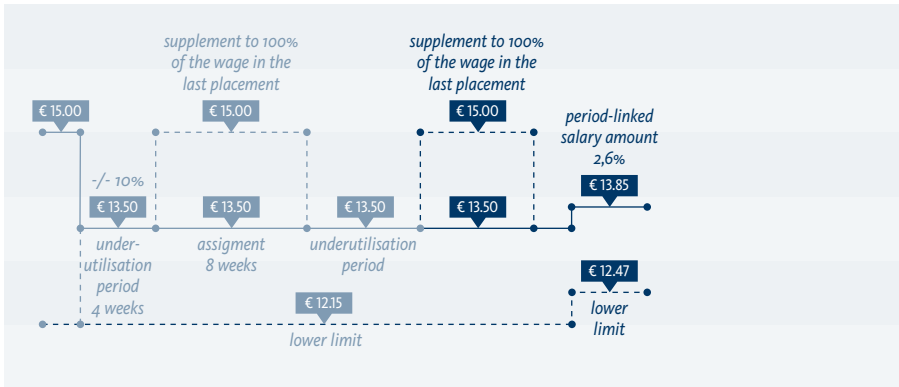 supplement to 100%
of the wage in the
last placement
supplement to 100%
of the wage in the
last placement
€ 15.00
€ 15.00
€ 15.00
period-linked
salary amount
2,6%
-/- 10%
€ 13.50
€ 13.50
€ 13.50
€ 13.50
€ 13.85
under-
utilisation
period
4 weeks
assigment
8 weeks
underutilisation
period
€ 12.15
lower limit
€ 12.47
lower
limit